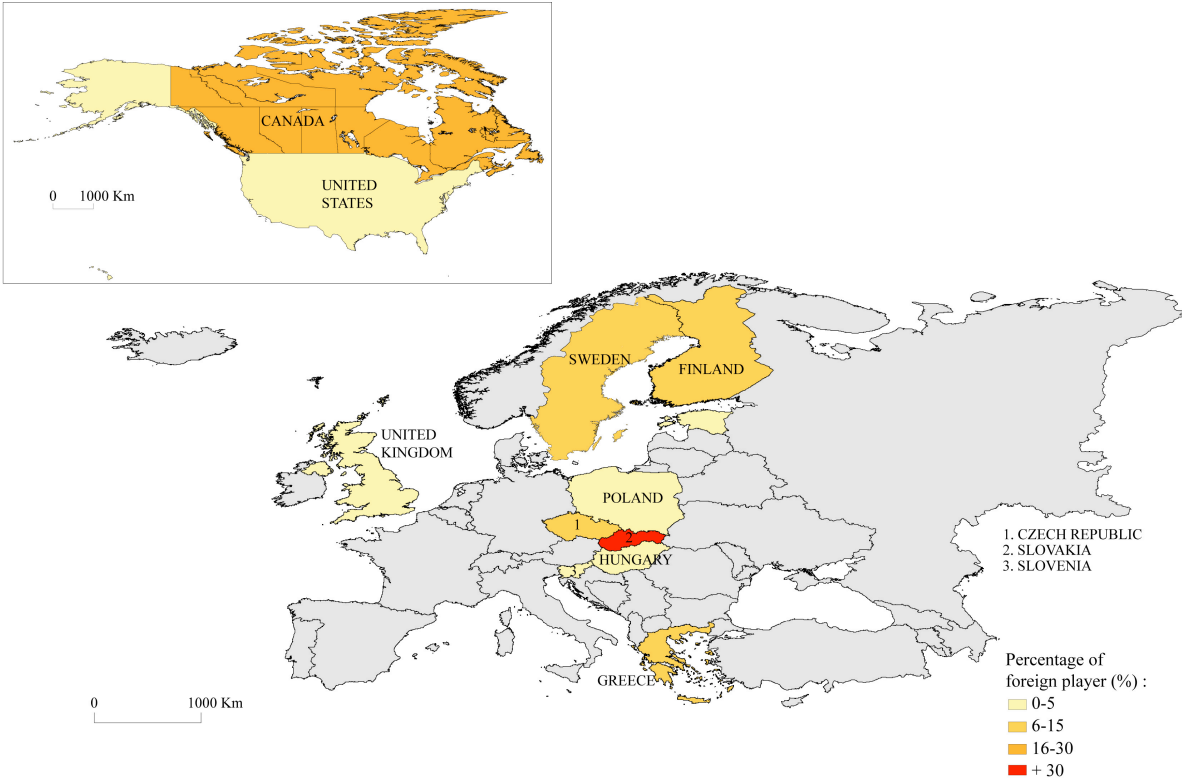 CANADA
UNITED
STATES
0 1000 Km
SWEDEN
FINLAND
UNITED
KINGDOM
POLAND
1
2
HUNGARY
3
GREECE
1. CZECH REPUBLIC
2. SLOVAKIA
3. SLOVENIA
0 1000 Km
Percentage of
foreign player (%) :
0-5
6-15
16-30
+ 30